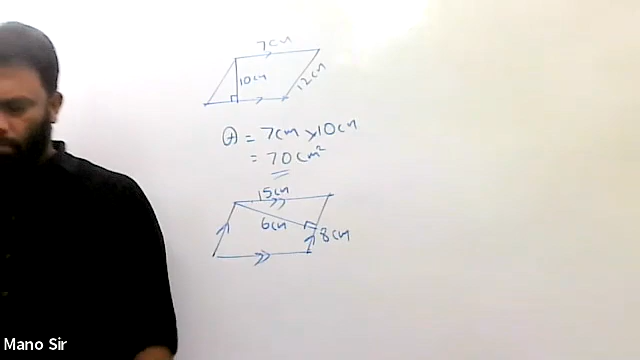 7cm
10cm
12cm
A = 7cm × 10cm
= 70cm²
15cm
6cm
8cm
Mano Sir